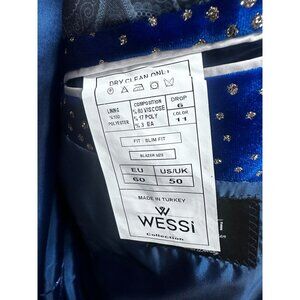 DRY CLEAN ONLY
LINING COMPOSITION DROP
%100 % 80 VISCOSE 6
POLYESTER % 17 POLY COLOR
% 3 EA 11
FIT : SLIM FIT
BLAZER SIZE
EU US/UK
60 50
MADE IN TURKEY
W
WESSi
Collection